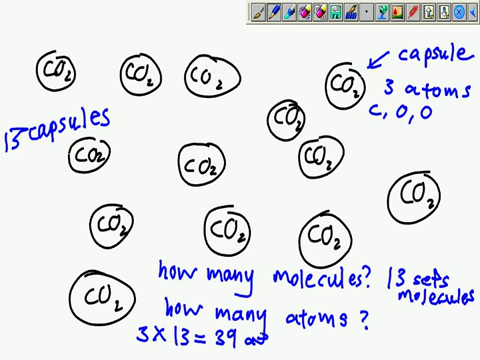 CO2 CO2 CO2 CO2
capsule
3 atoms
C, O, O
13 capsules
CO2
CO2 CO2 CO2
CO2
CO2 CO2 CO2
how many molecules? 13 sets
molecules
CO2
how many atoms?
3 x 13 = 39